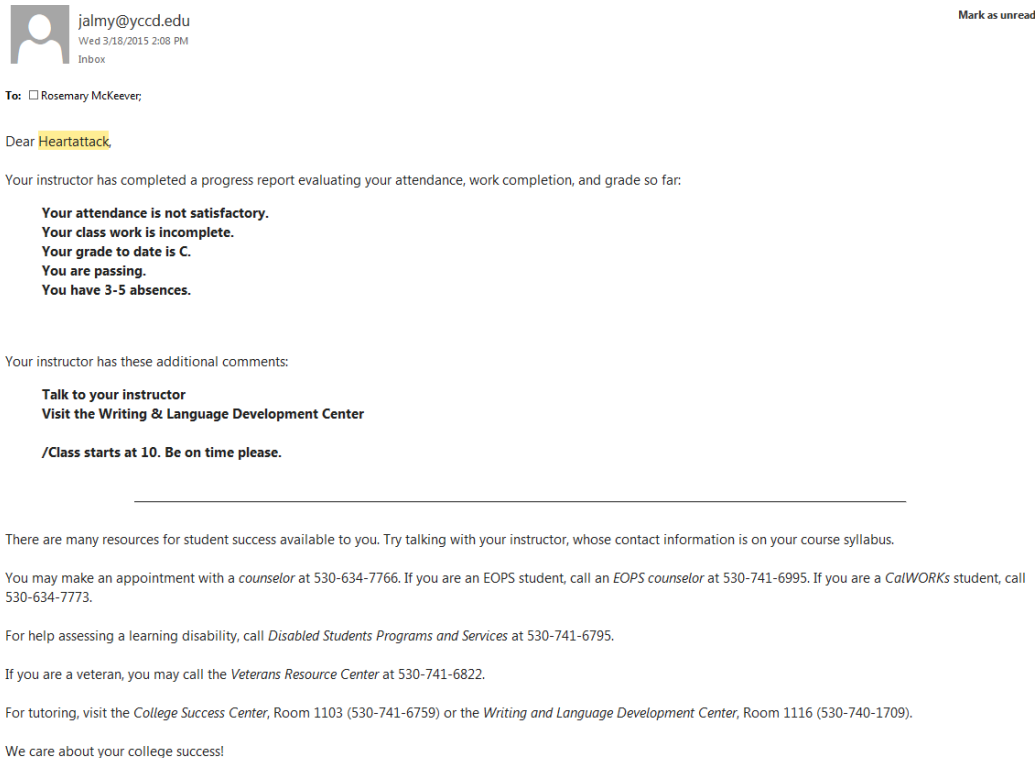 jalmy@yccd.edu
Mark as unread
Wed 3/18/2015 2:08 PM
Inbox
To: Rosemary McKeever;
Dear Heartattack,
Your instructor has completed a progress report evaluating your attendance, work completion, and grade so far:
Your attendance is not satisfactory.
Your class work is incomplete.
Your grade to date is C.
You are passing.
You have 3-5 absences.
Your instructor has these additional comments:
Talk to your instructor
Visit the Writing & Language Development Center
/Class starts at 10. Be on time please.
There are many resources for student success available to you. Try talking with your instructor, whose contact information is on your course syllabus.
You may make an appointment with a counselor at 530-634-7766. If you are an EOPS student, call an EOPS counselor at 530-741-6995. If you are a CalWORKs student, call
530-634-7773.
For help assessing a learning disability, call Disabled Students Programs and Services at 530-741-6795.
If you are a veteran, you may call the Veterans Resource Center at 530-741-6822.
For tutoring, visit the College Success Center, Room 1103 (530-741-6759) or the Writing and Language Development Center, Room 1116 (530-740-1709).
We care about your college success!